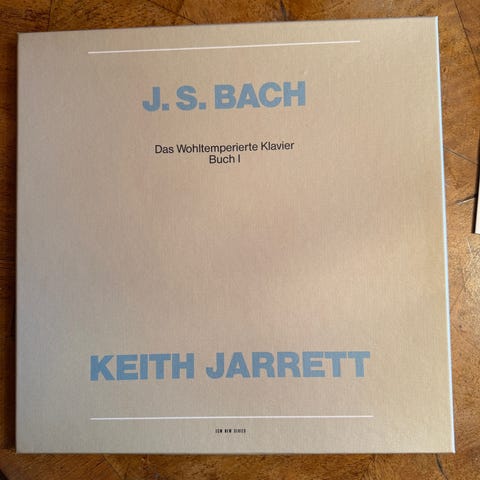 J. S. BACH
Das Wohltemperierte Klavier
Buch I
KEITH JARRETT
ECM NEW SERIES